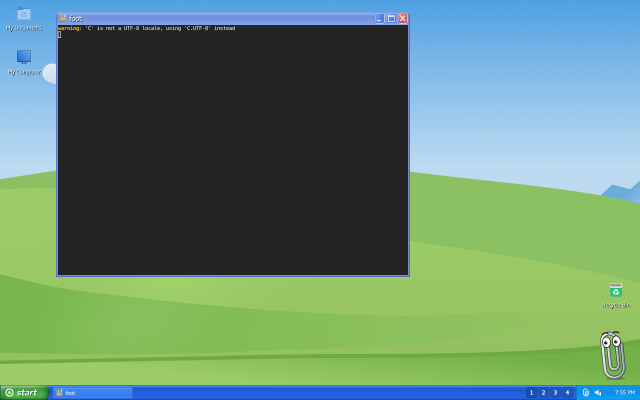 My Documents
My Computer
foot
warning: 'C' is not a UTF-8 locale, using 'C.UTF-8' instead
Recycle Bin
start
foot
1 2 3 4
7:55 PM